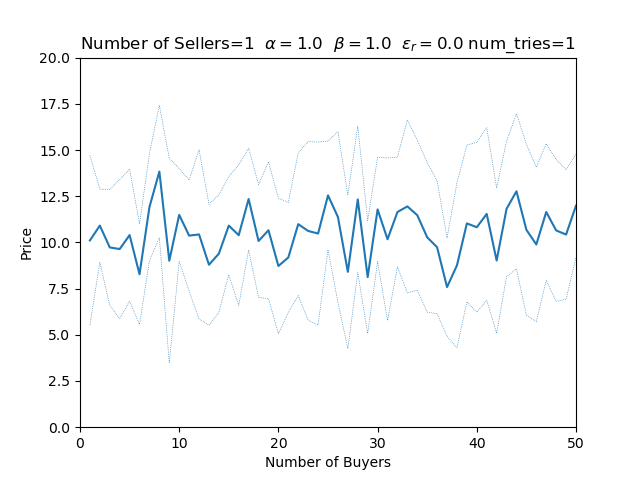 Number of Sellers=1 α = 1.0 β = 1.0 εr = 0.0 num_tries=1
20.0
17.5
15.0
12.5
10.0
7.5
5.0
2.5
0.0
Price
0 10 20 30 40 50
Number of Buyers